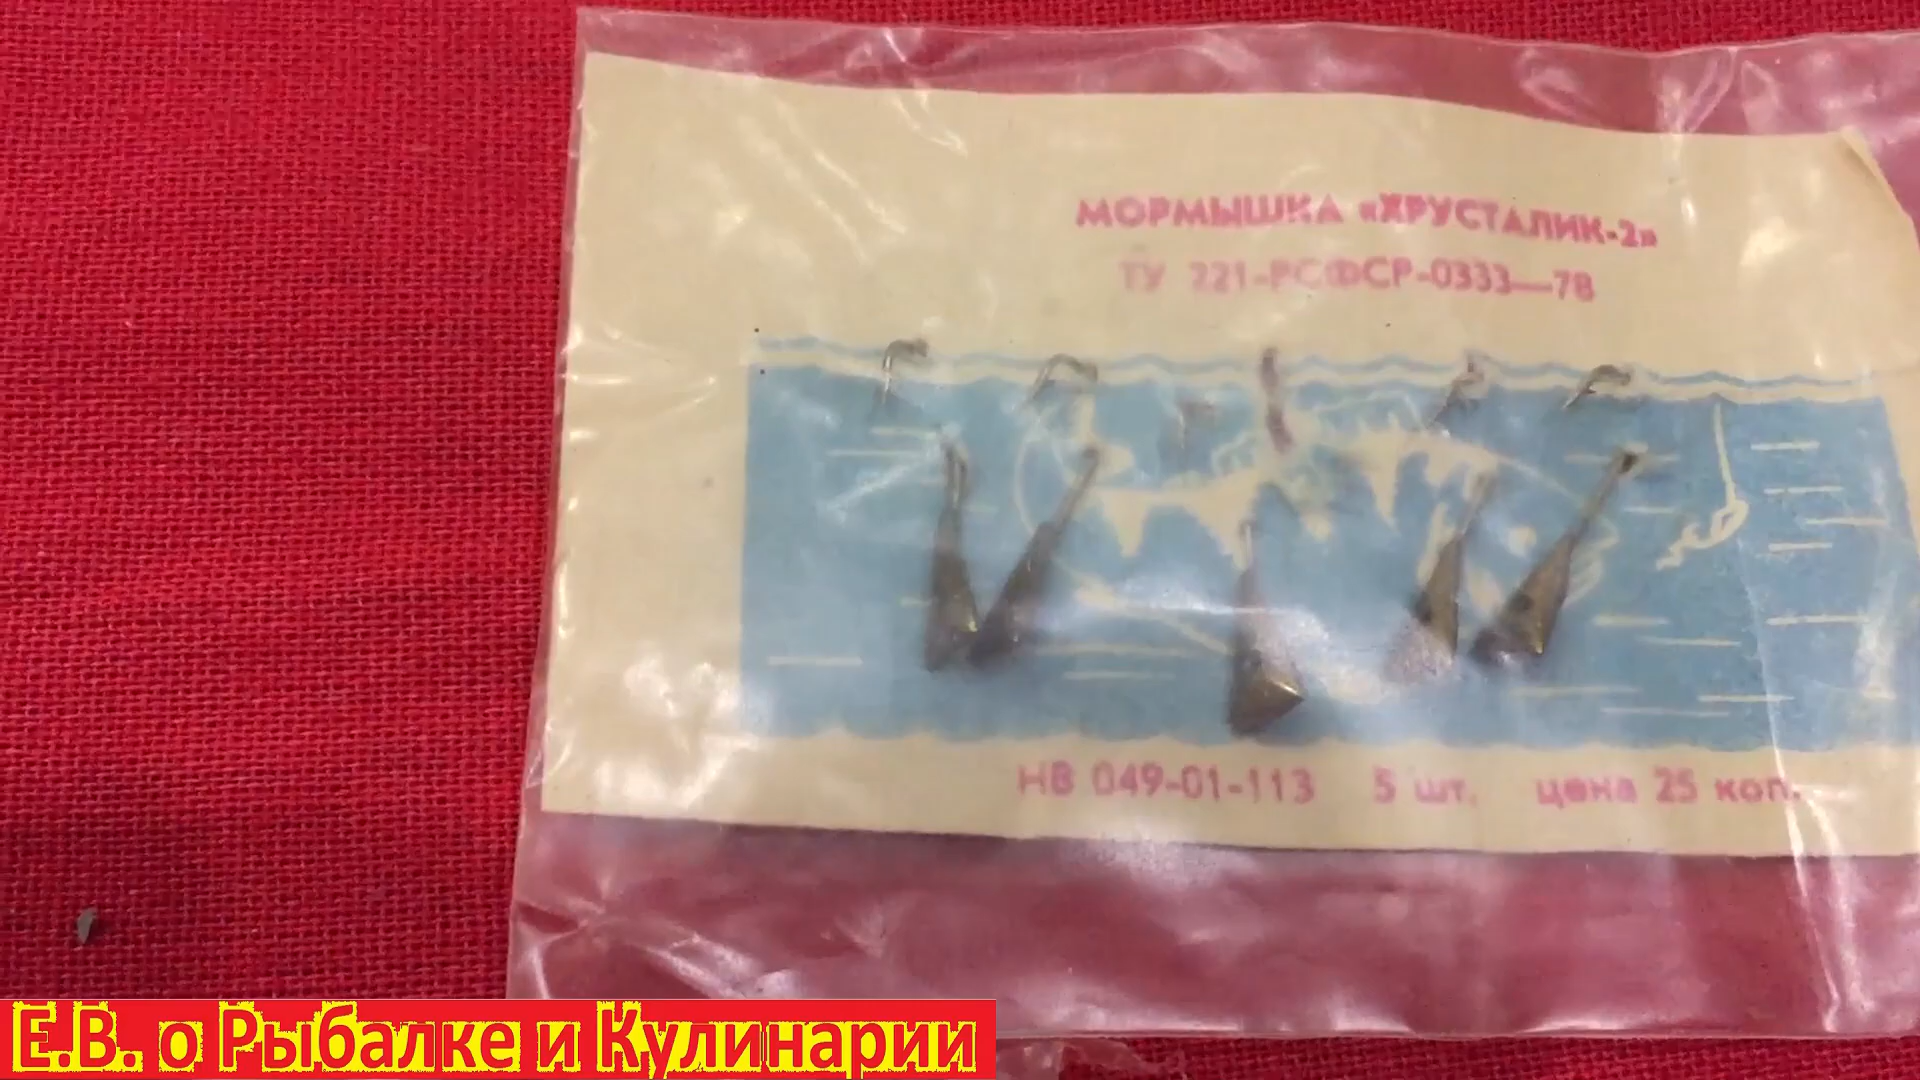 МОРМЫШКА «ХРУСТАЛИК-2»
ТУ 221-РСФСР-0333—78
НВ 049-01-113 5 шт. цена 25 коп.
Е.В. о Рыбалке и Кулинарии